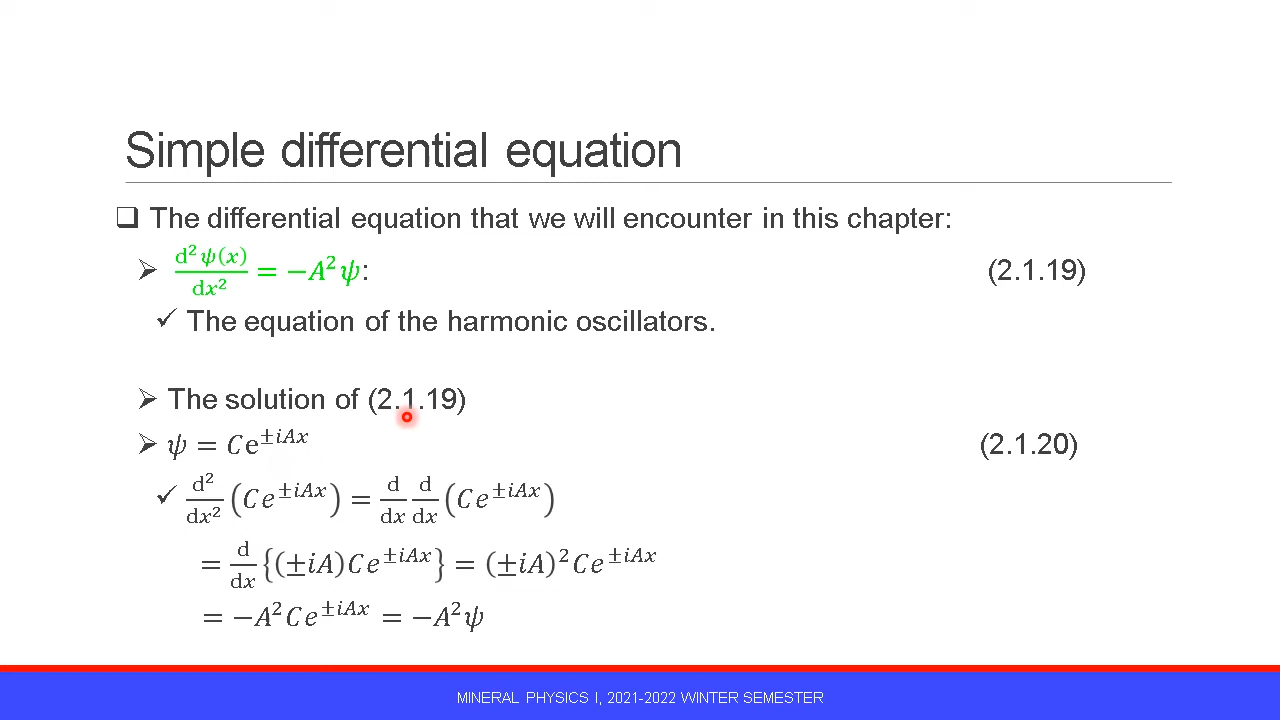 Simple differential equation
❑ The differential equation that we will encounter in this chapter:
➢ d²ψ(x)/dx² = −A²ψ: (2.1.19)
✓ The equation of the harmonic oscillators.
➢ The solution of (2.1.19)
➢ ψ = Ce^{±iAx} (2.1.20)
✓ d²/dx² (Ce^{±iAx}) = d/dx d/dx (Ce^{±iAx})
= d/dx {(±iA)Ce^{±iAx}} = (±iA)²Ce^{±iAx}
= −A²Ce^{±iAx} = −A²ψ
MINERAL PHYSICS I, 2021-2022 WINTER SEMESTER